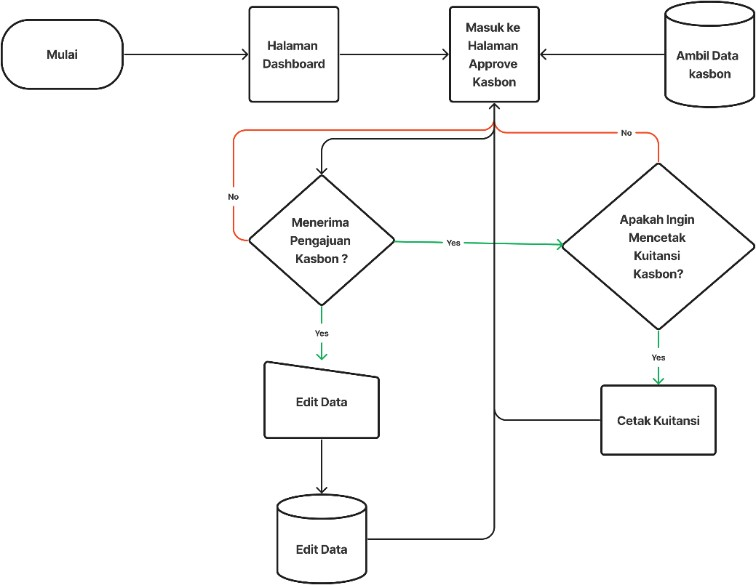 Mulai
Halaman
Dashboard
Masuk ke
Halaman
Approve
Kasbon
Ambil Data
kasbon
No
No
Menerima
Pengajuan
Kasbon ?
Yes
Apakah Ingin
Mencetak
Kuitansi
Kasbon?
Yes
Yes
Edit Data
Cetak Kuitansi
Edit Data